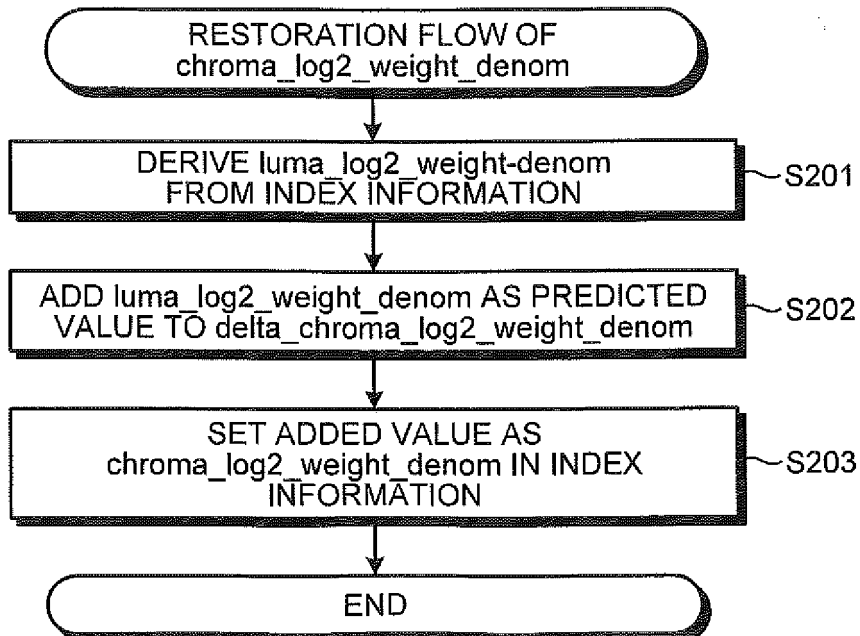 RESTORATION FLOW OF
chroma_log2_weight_denom
DERIVE luma_log2_weight-denom
FROM INDEX INFORMATION
S201
ADD luma_log2_weight_denom AS PREDICTED
VALUE TO delta_chroma_log2_weight_denom
S202
SET ADDED VALUE AS
chroma_log2_weight_denom IN INDEX
INFORMATION
S203
END